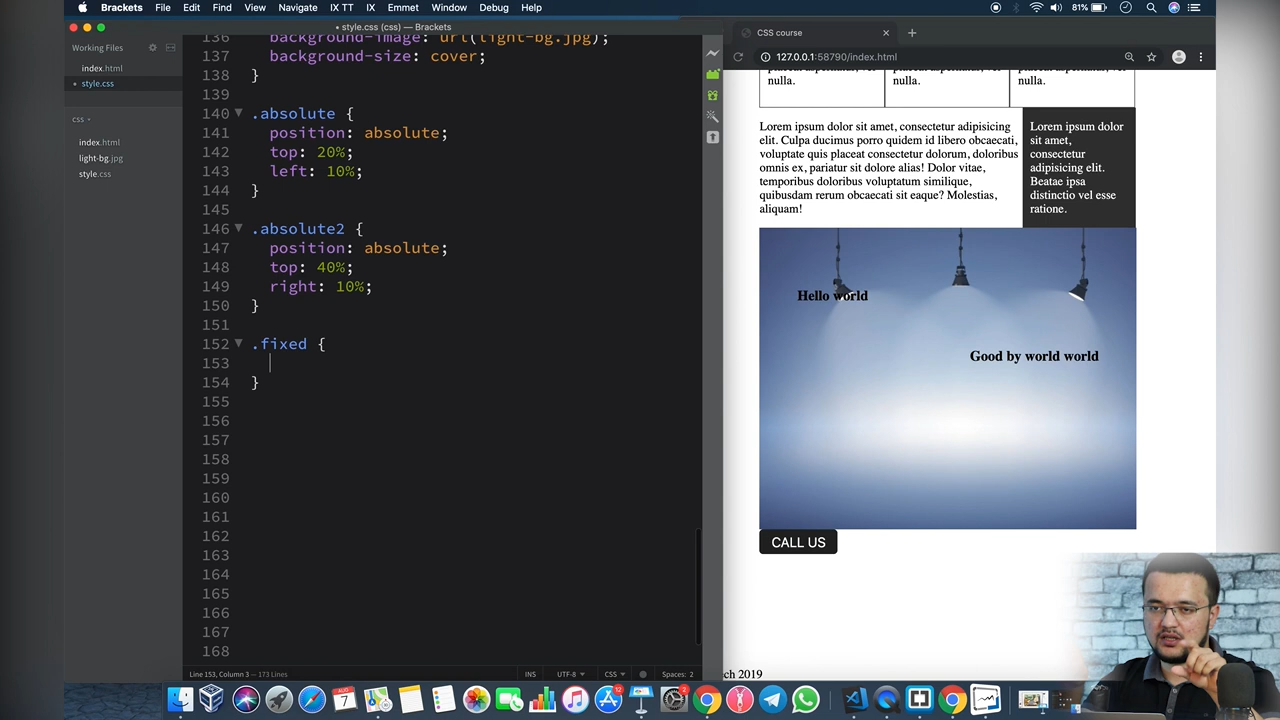 Brackets File Edit Find View Navigate IX TT IX Emmet Window Debug Help 81%
• style.css (css) — Brackets
Working Files
index.html
• style.css
css
index.html
light-bg.jpg
style.css
136 background-image: url(light-bg.jpg);
137 background-size: cover;
138 }
139
140 .absolute {
141 position: absolute;
142 top: 20%;
143 left: 10%;
144 }
145
146 .absolute2 {
147 position: absolute;
148 top: 40%;
149 right: 10%;
150 }
151
152 .fixed {
153
154 }
155
156
157
158
159
160
161
162
163
164
165
166
167
168
Line 153, Column 3 — 173 Lines INS UTF-8 CSS Spaces: 2
CSS course
127.0.0.1:58790/index.html
nulla. nulla. nulla.
Lorem ipsum dolor sit amet, consectetur adipisicing
elit. Culpa ducimus porro quidem id libero obcaecati,
voluptate quis placeat consectetur dolorum, doloribus
omnis ex, pariatur sit dolore alias! Dolor vitae,
temporibus doloribus voluptatum similique,
quibusdam rerum obcaecati sit eaque? Molestias,
aliquam!
Lorem ipsum dolor
sit amet,
consectetur
adipisicing elit.
Beatae ipsa
distinctio vel esse
ratione.
Hello world
Good by world world
CALL US
ch 2019